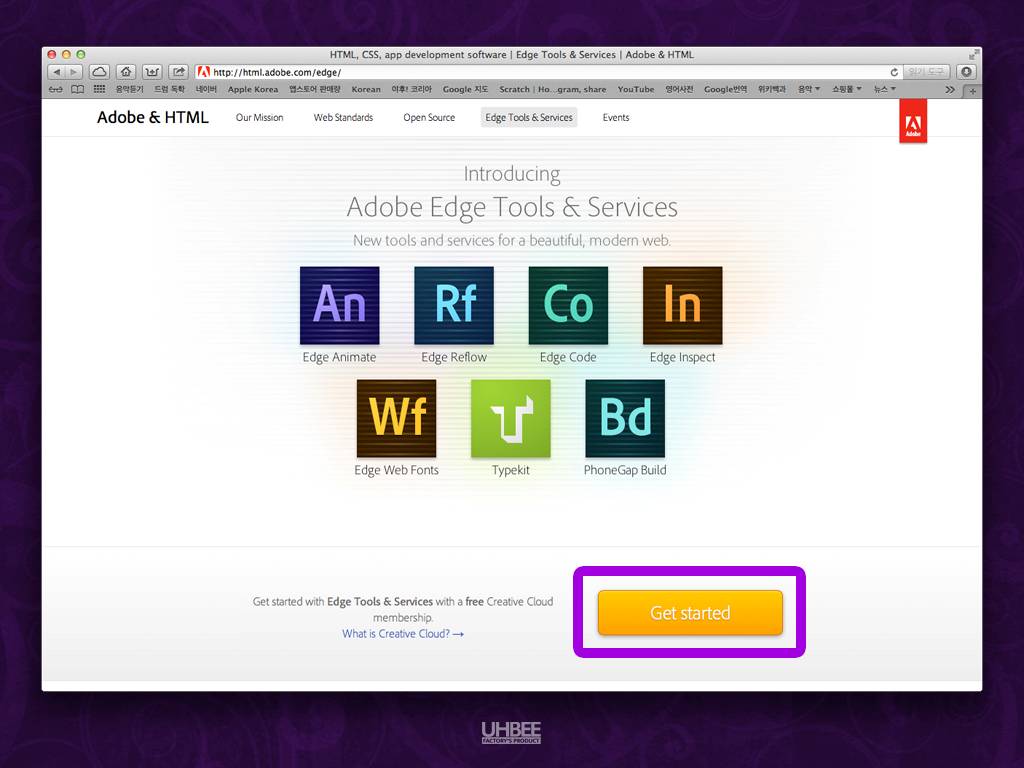 HTML, CSS, app development software | Edge Tools & Services | Adobe & HTML
http://html.adobe.com/edge/
읽기 도구
음악듣기 드럼 독학 네이버 Apple Korea 앱스토어 판매량 Korean 야후! 코리아 Google 지도 Scratch | Ho...gram, share YouTube 영어사전 Google번역 위키백과 음악 쇼핑몰 뉴스
Adobe & HTML Our Mission Web Standards Open Source Edge Tools & Services Events
Adobe
Introducing
Adobe Edge Tools & Services
New tools and services for a beautiful, modern web.
An Rf Co In
Edge Animate Edge Reflow Edge Code Edge Inspect
Wf Bd
Edge Web Fonts Typekit PhoneGap Build
Get started with Edge Tools & Services with a free Creative Cloud
membership.
What is Creative Cloud? →
Get started
UHBEE
FACTORY'S PRODUCT